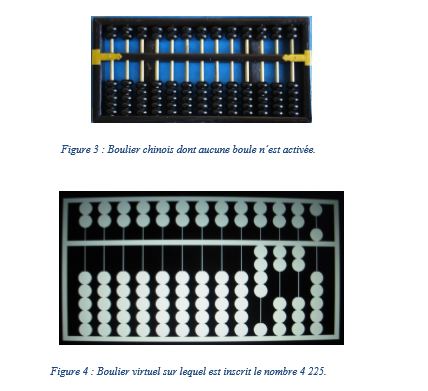 Figure 3 : Boulier chinois dont aucune boule n'est activée.
Figure 4 : Boulier virtuel sur lequel est inscrit le nombre 4 225.